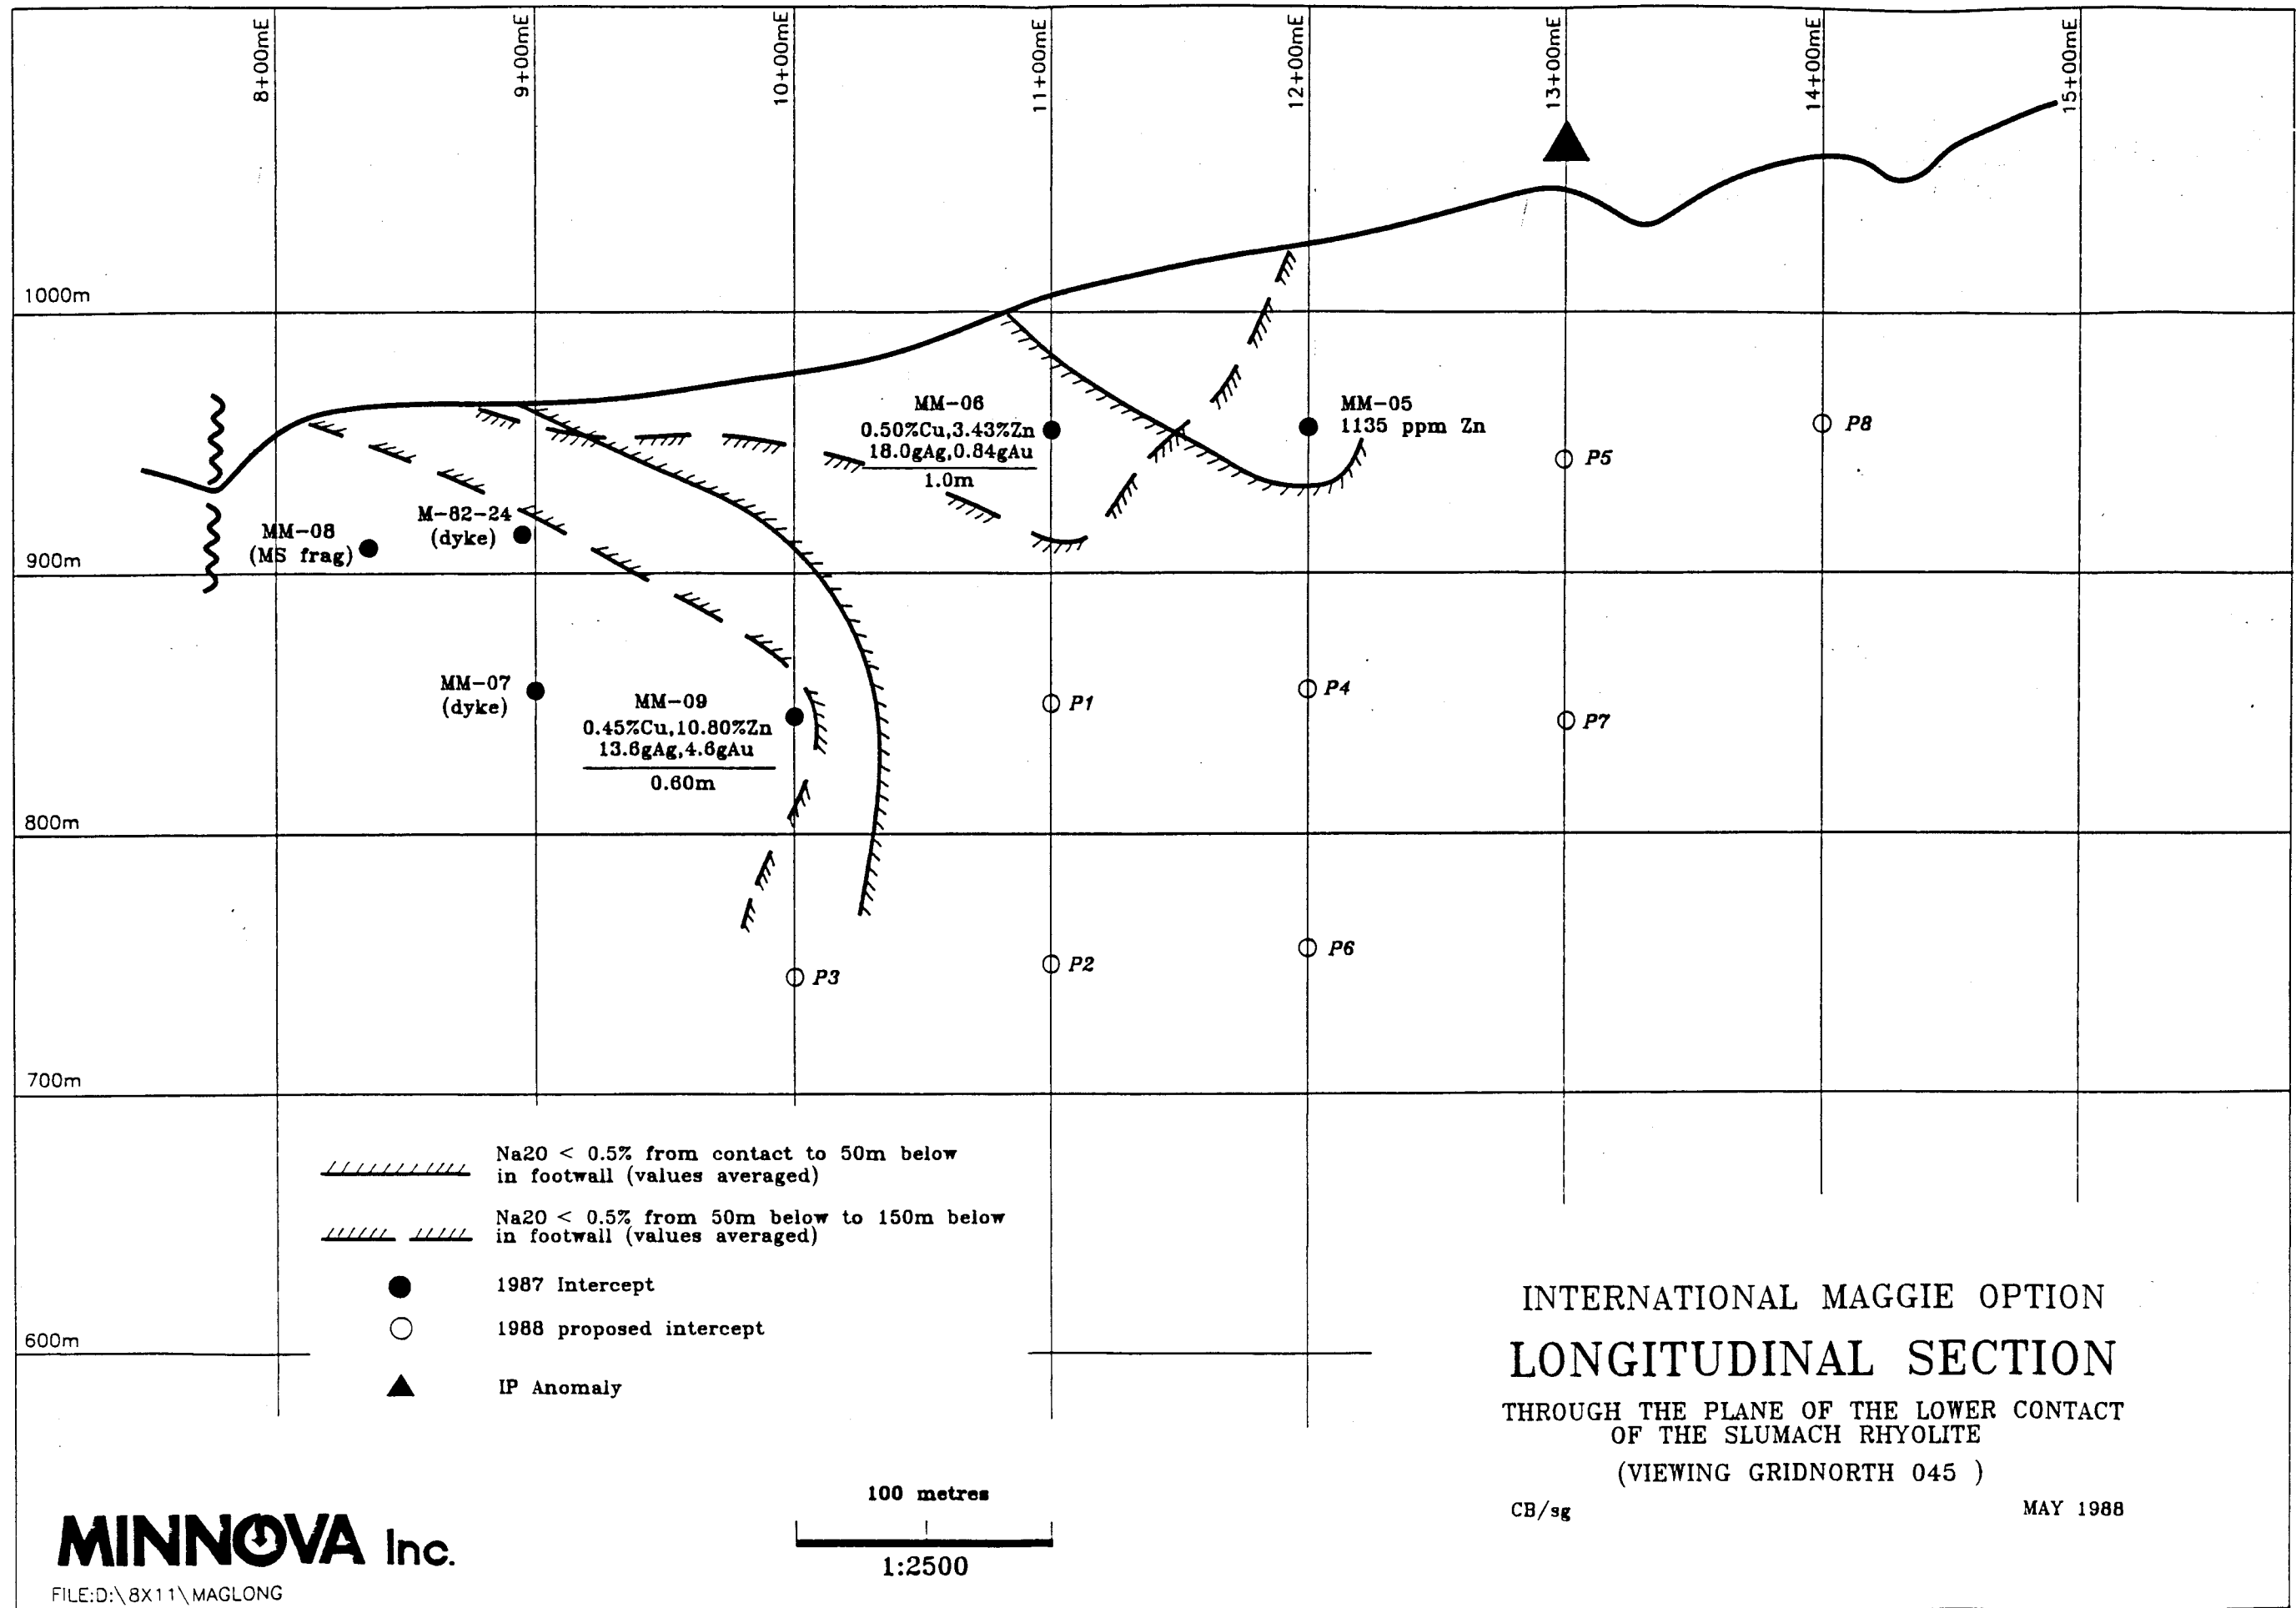 8+00mE
9+00mE
10+00mE
11+00mE
12+00mE
13+00mE
14+00mE
15+00mE
1000m
MM-06
0.50%Cu,3.43%Zn
18.0gAg,0.84gAu
1.0m
MM-05
1135 ppm Zn
P8
P5
M-82-24
(dyke)
MM-08
(MS frag)
900m
MM-07
(dyke)
MM-09
0.45%Cu,10.80%Zn
13.6gAg,4.6gAu
0.60m
P1
P4
P7
800m
P3
P2
P6
700m
Na20 < 0.5% from contact to 50m below
in footwall (values averaged)
Na20 < 0.5% from 50m below to 150m below
in footwall (values averaged)
1987 Intercept
1988 proposed intercept
IP Anomaly
600m
INTERNATIONAL MAGGIE OPTION
LONGITUDINAL SECTION
THROUGH THE PLANE OF THE LOWER CONTACT
OF THE SLUMACH RHYOLITE
(VIEWING GRIDNORTH 045 )
CB/sg MAY 1988
100 metres
1:2500
MINNOVA Inc.
FILE:D:\8X11\MAGLONG